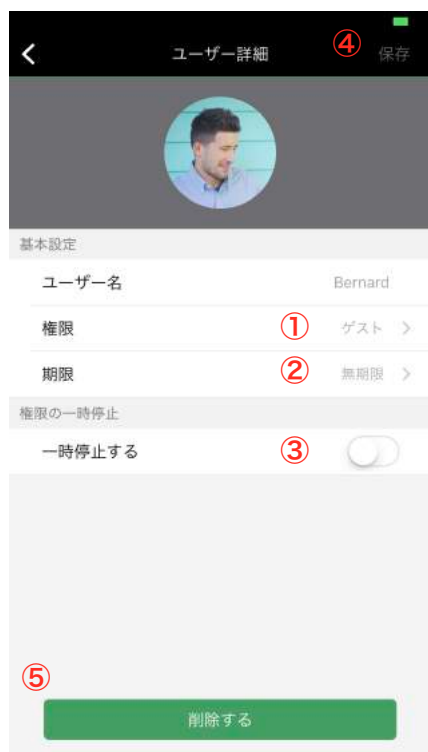 ユーザー詳細 ④ 保存
基本設定
ユーザー名 Bernard
権限 ① ゲスト
期限 ② 無期限
権限の一時停止
一時停止する ③
⑤
削除する